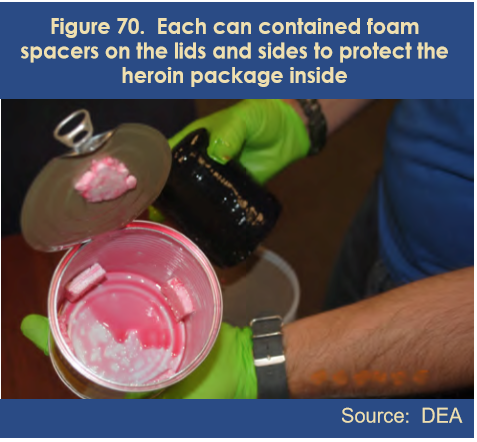 Figure 70.  Each can contained foam
spacers on the lids and sides to protect the
heroin package inside
Source:  DEA